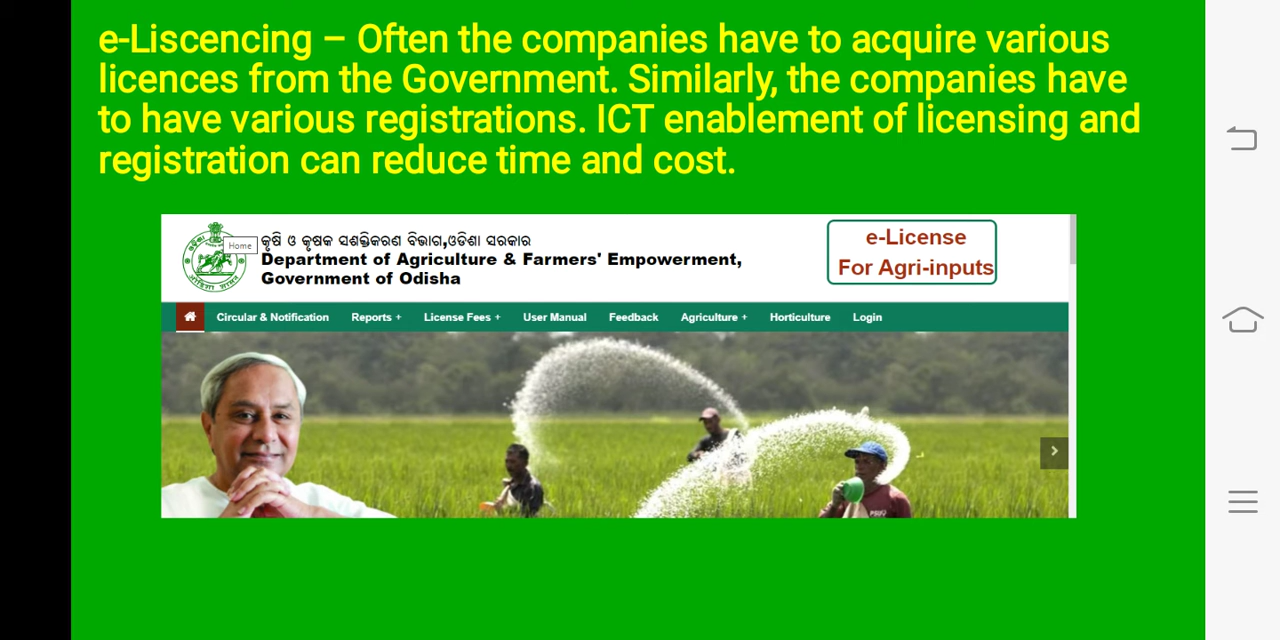 e-Liscencing – Often the companies have to acquire various
licences from the Government. Similarly, the companies have
to have various registrations. ICT enablement of licensing and
registration can reduce time and cost.
Home
କୃଷି ଓ କୃଷକ ସଶକ୍ତିକରଣ ବିଭାଗ,ଓଡିଶା ସରକାର
Department of Agriculture & Farmers' Empowerment,
Government of Odisha
e-License
For Agri-inputs
Circular & Notification Reports + License Fees + User Manual Feedback Agriculture + Horticulture Login